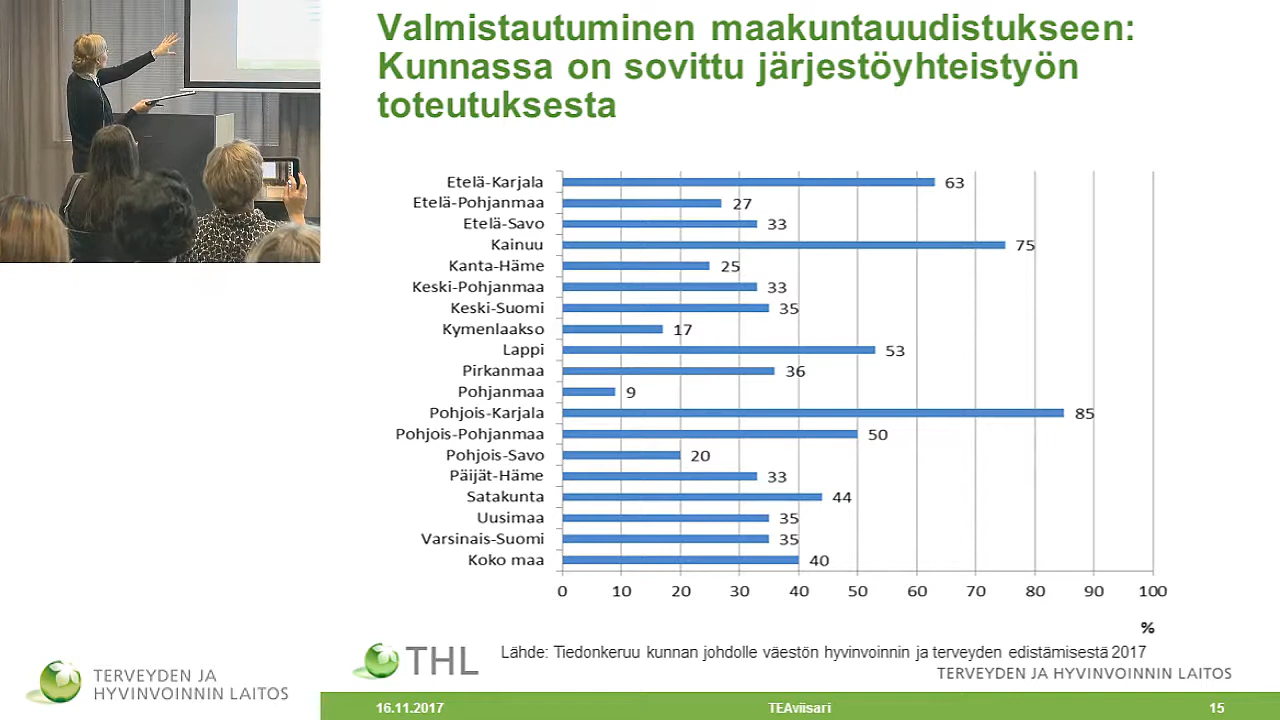 Valmistautuminen maakuntauudistukseen:
Kunnassa on sovittu järjestöyhteistyön
toteutuksesta
Etelä-Karjala 63
Etelä-Pohjanmaa 27
Etelä-Savo 33
Kainuu 75
Kanta-Häme 25
Keski-Pohjanmaa 33
Keski-Suomi 35
Kymenlaakso 17
Lappi 53
Pirkanmaa 36
Pohjanmaa 9
Pohjois-Karjala 85
Pohjois-Pohjanmaa 50
Pohjois-Savo 20
Päijät-Häme 33
Satakunta 44
Uusimaa 35
Varsinais-Suomi 35
Koko maa 40
0 10 20 30 40 50 60 70 80 90 100
%
THL
Lähde: Tiedonkeruu kunnan johdolle väestön hyvinvoinnin ja terveyden edistämisestä 2017
TERVEYDEN JA HYVINVOINNIN LAITOS
TERVEYDEN JA
HYVINVOINNIN LAITOS
16.11.2017 TEAviisari 15